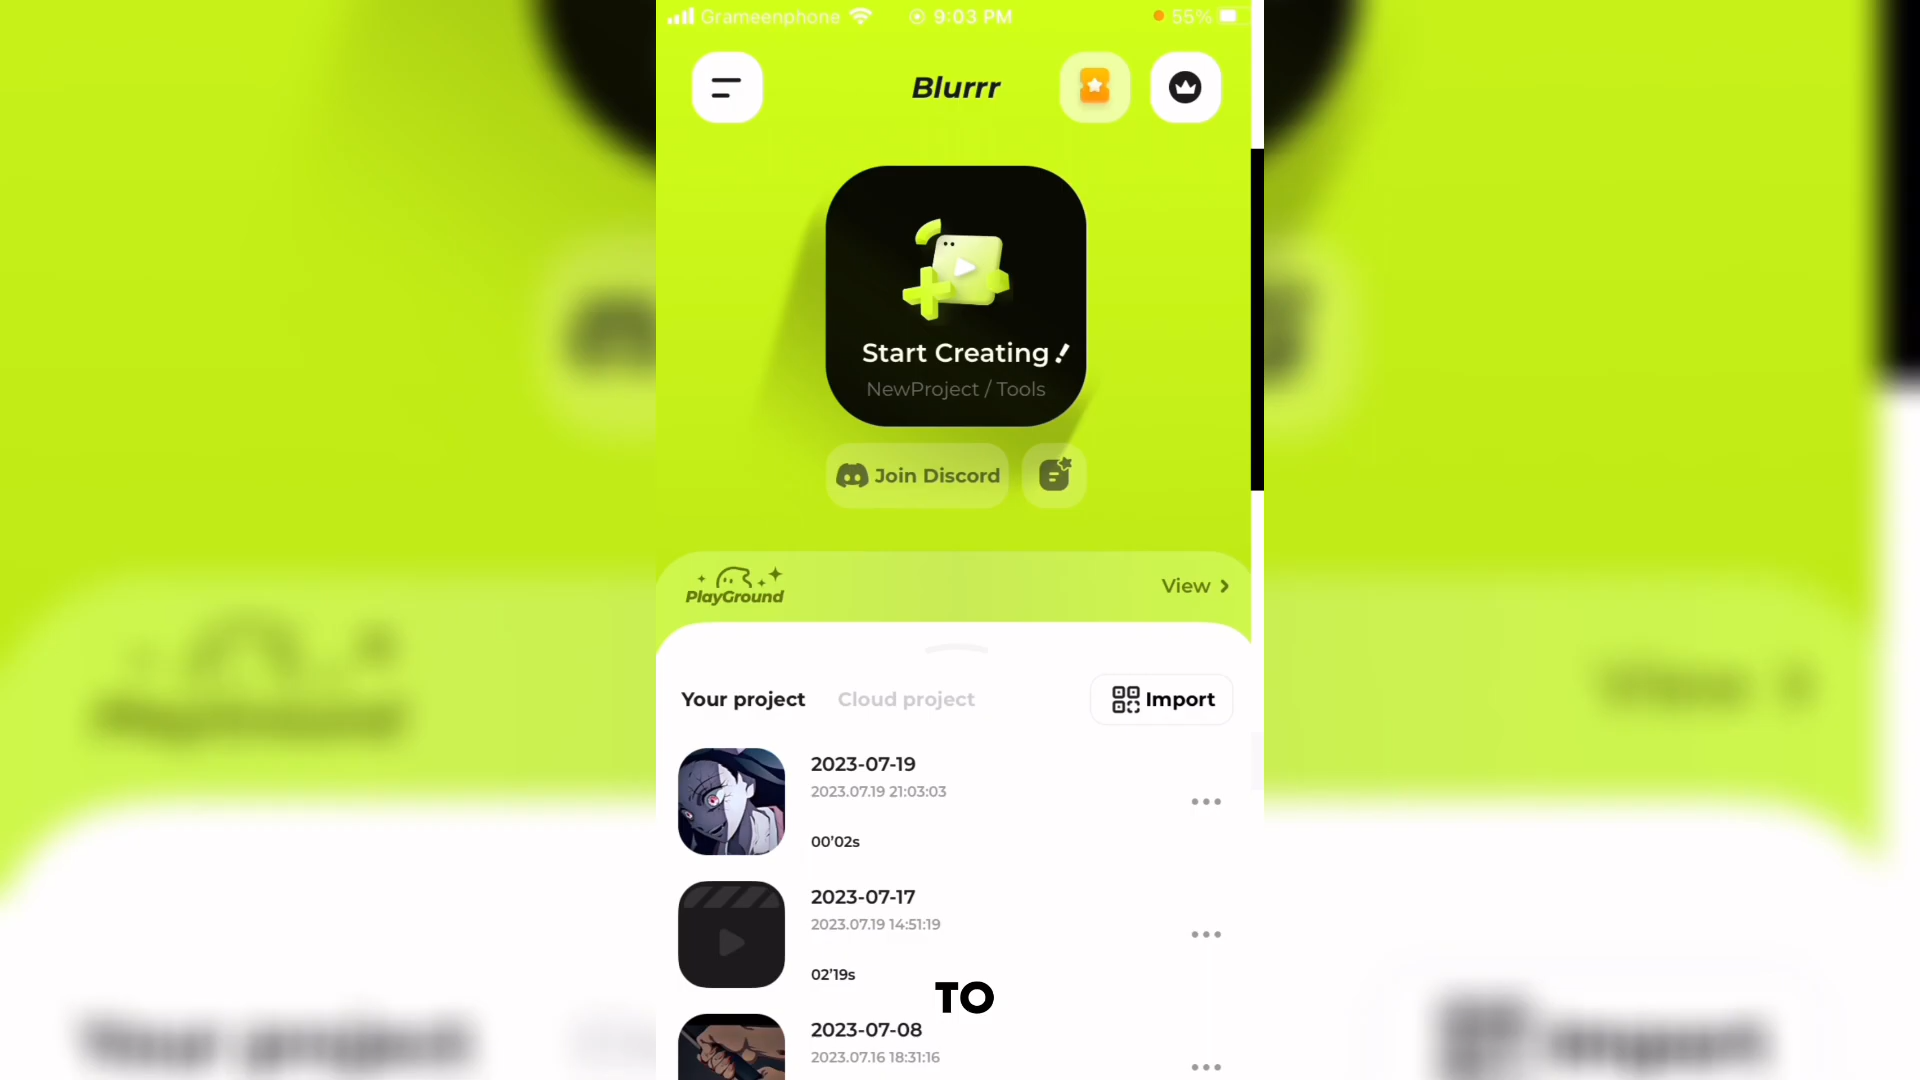 Grameenphone 9:03 PM 55%
Blurrr
Start Creating!
NewProject / Tools
Join Discord
PlayGround
View >
Your project Cloud project Import
2023-07-19
2023.07.19 21:03:03
00'02s
2023-07-17
2023.07.19 14:51:19
02'19s
TO
2023-07-08
2023.07.16 18:31:16